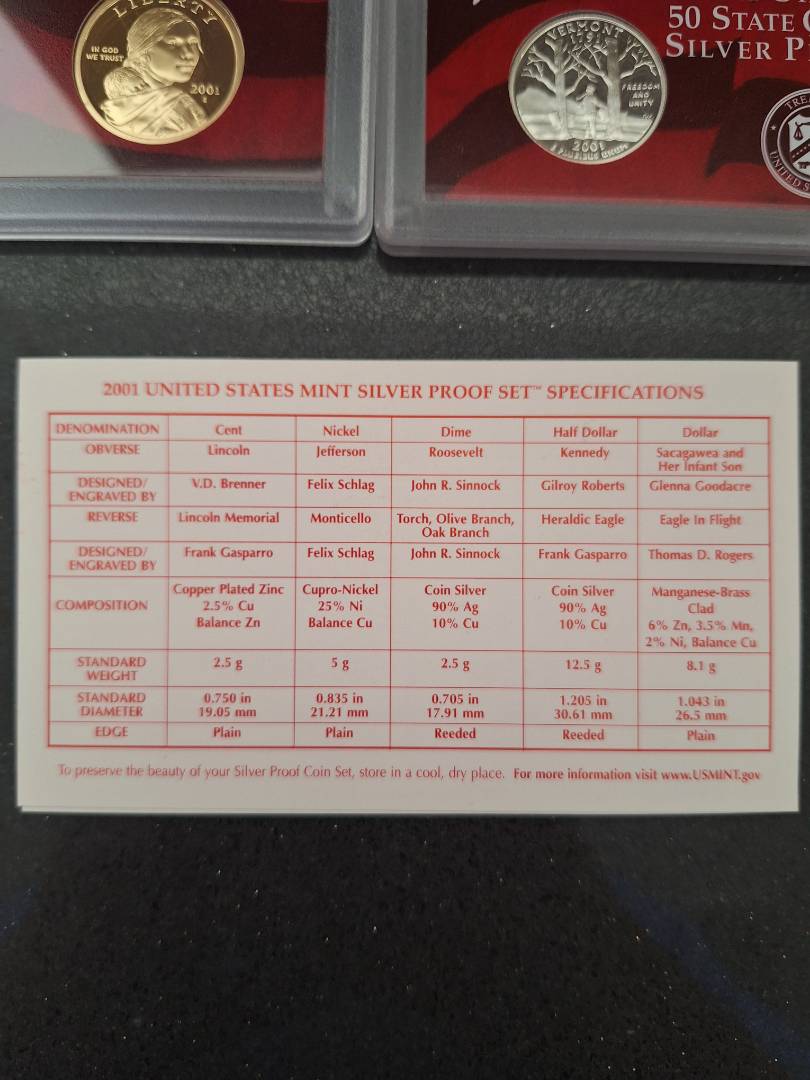 LIBERTY
IN GOD
WE TRUST
2001
S
50 STATE
SILVER
VERMONT
1791
FREEDOM
AND
UNITY
2001
E PLURIBUS UNUM
2001 UNITED STATES MINT SILVER PROOF SET™ SPECIFICATIONS
DENOMINATION Cent Nickel Dime Half Dollar Dollar
OBVERSE Lincoln Jefferson Roosevelt Kennedy Sacagawea and
Her Infant Son
DESIGNED/ V.D. Brenner Felix Schlag John R. Sinnock Gilroy Roberts Glenna Goodacre
ENGRAVED BY
REVERSE Lincoln Memorial Monticello Torch, Olive Branch, Heraldic Eagle Eagle In Flight
Oak Branch
DESIGNED/ Frank Gasparro Felix Schlag John R. Sinnock Frank Gasparro Thomas D. Rogers
ENGRAVED BY
COMPOSITION Copper Plated Zinc Cupro-Nickel Coin Silver Coin Silver Manganese-Brass
2.5% Cu 25% Ni 90% Ag 90% Ag Clad
Balance Zn Balance Cu 10% Cu 10% Cu 6% Zn, 3.5% Mn,
2% Ni, Balance Cu
STANDARD 2.5 g 5 g 2.5 g 12.5 g 8.1 g
WEIGHT
STANDARD 0.750 in 0.835 in 0.705 in 1.205 in 1.043 in
DIAMETER 19.05 mm 21.21 mm 17.91 mm 30.61 mm 26.5 mm
EDGE Plain Plain Reeded Reeded Plain
To preserve the beauty of your Silver Proof Coin Set, store in a cool, dry place. For more information visit www.USMINT.gov